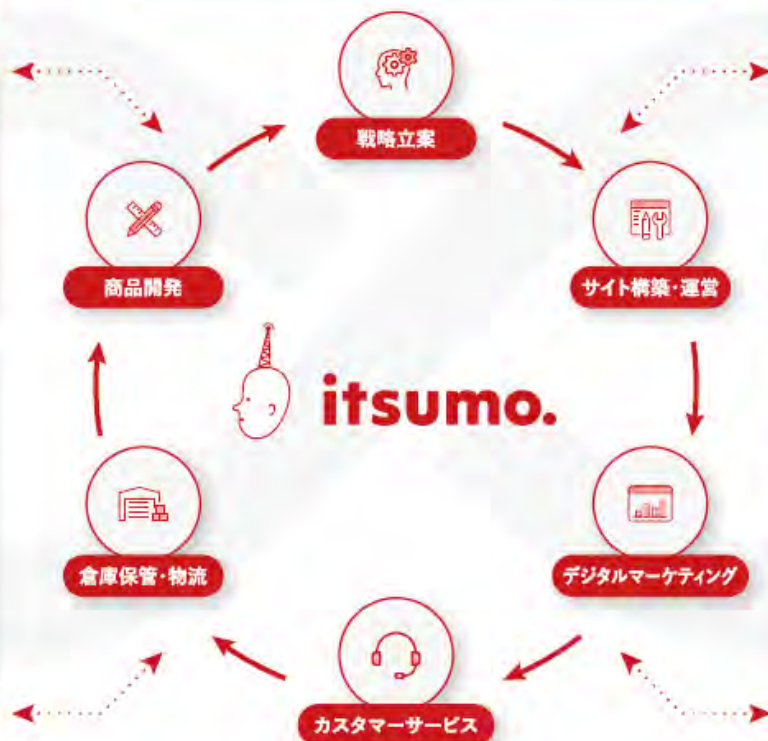 戦略立案
商品開発
サイト構築・運営
itsumo.
倉庫保管・物流
デジタルマーケティング
カスタマーサービス